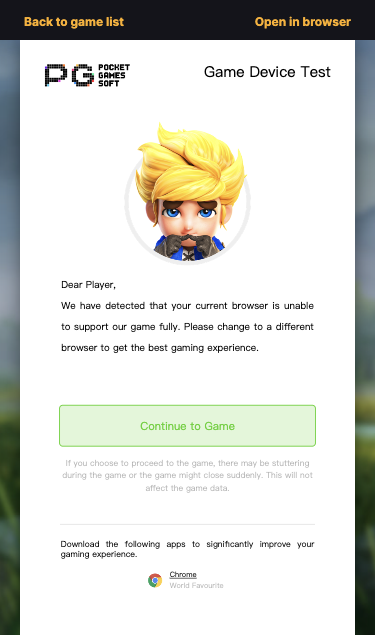 Back to game list
Open in browser
PG POCKET GAMES SOFT
Game Device Test
Dear Player,
We have detected that your current browser is unable
to support our game fully. Please change to a different
browser to get the best gaming experience.
Continue to Game
If you choose to proceed to the game, there may be stuttering
during the game or the game might close suddenly. This will not
affect the game data.
Download the following apps to significantly improve your
gaming experience.
Chrome
World Favourite